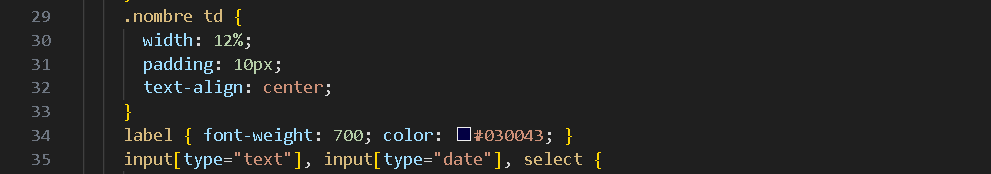 29 .nombre td {
30 width: 12%;
31 padding: 10px;
32 text-align: center;
33 }
34 label { font-weight: 700; color: #030043; }
35 input[type="text"], input[type="date"], select {